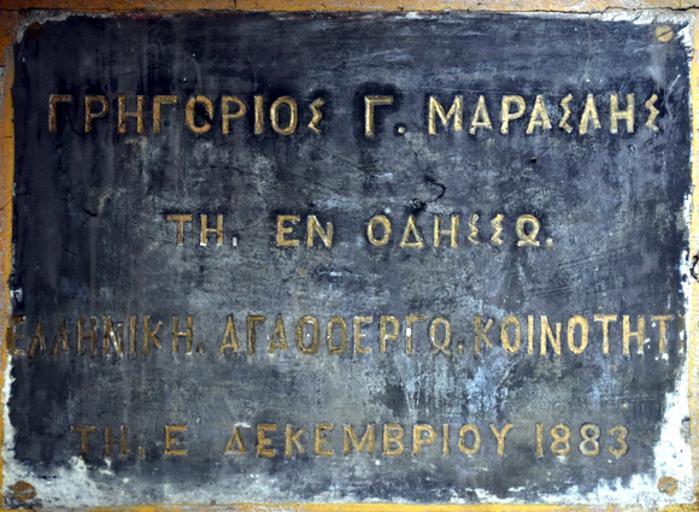 ΓΡΗΓΟΡΙΟΣ Γ. ΜΑΡΑΣΛΗΣ
ΤΗ. ΕΝ ΟΔΗΣΣΩ.
ΕΛΛΗΝΙΚΗ. ΑΓΑΘΟΕΡΓΩ. ΚΟΙΝΟΤΗΤΙ
ΤΗ. Ε ΔΕΚΕΜΒΡΙΟΥ 1883